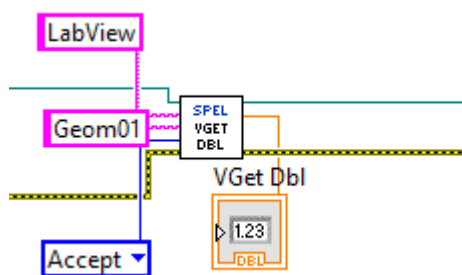 LabView
Geom01
SPEL
VGET
DBL
VGet Dbl
1.23
DBL
Accept